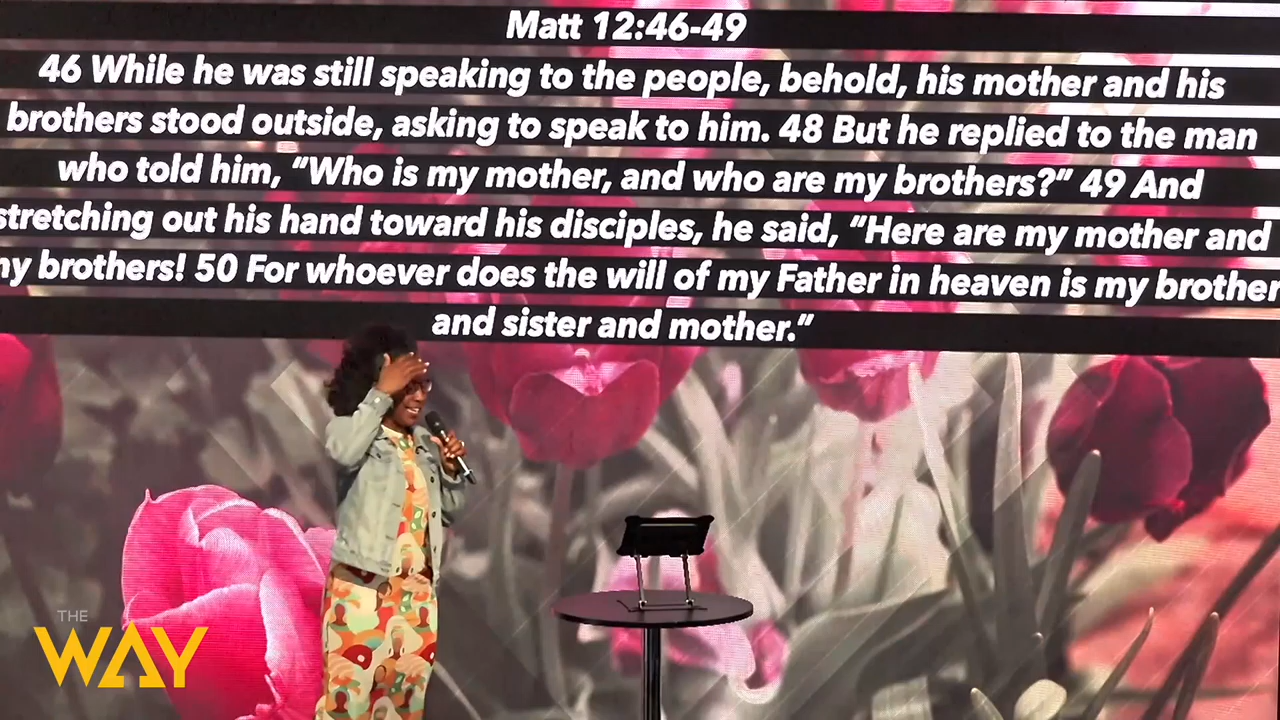 Matt 12:46-49
46 While he was still speaking to the people, behold, his mother and his
brothers stood outside, asking to speak to him. 48 But he replied to the man
who told him, “Who is my mother, and who are my brothers?” 49 And
stretching out his hand toward his disciples, he said, “Here are my mother and
my brothers! 50 For whoever does the will of my Father in heaven is my brother
and sister and mother.”
THE
WAY